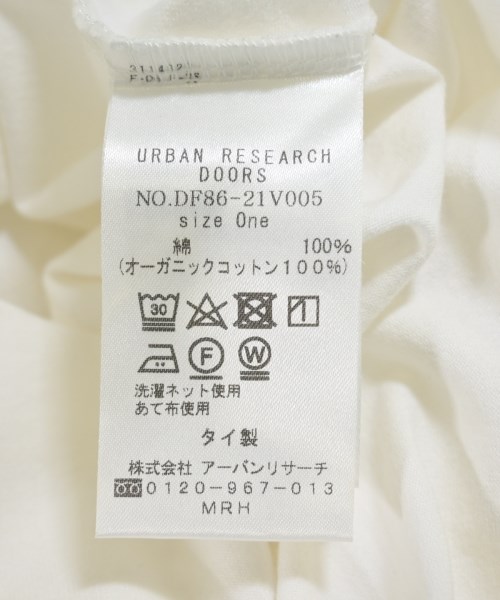 URBAN RESEARCH
DOORS
NO.DF86-21V005
size One
綿 100%
(オーガニックコットン100%)
30
F W
洗濯ネット使用
あて布使用
タイ製
株式会社 アーバンリサーチ
0120-967-013
MRH